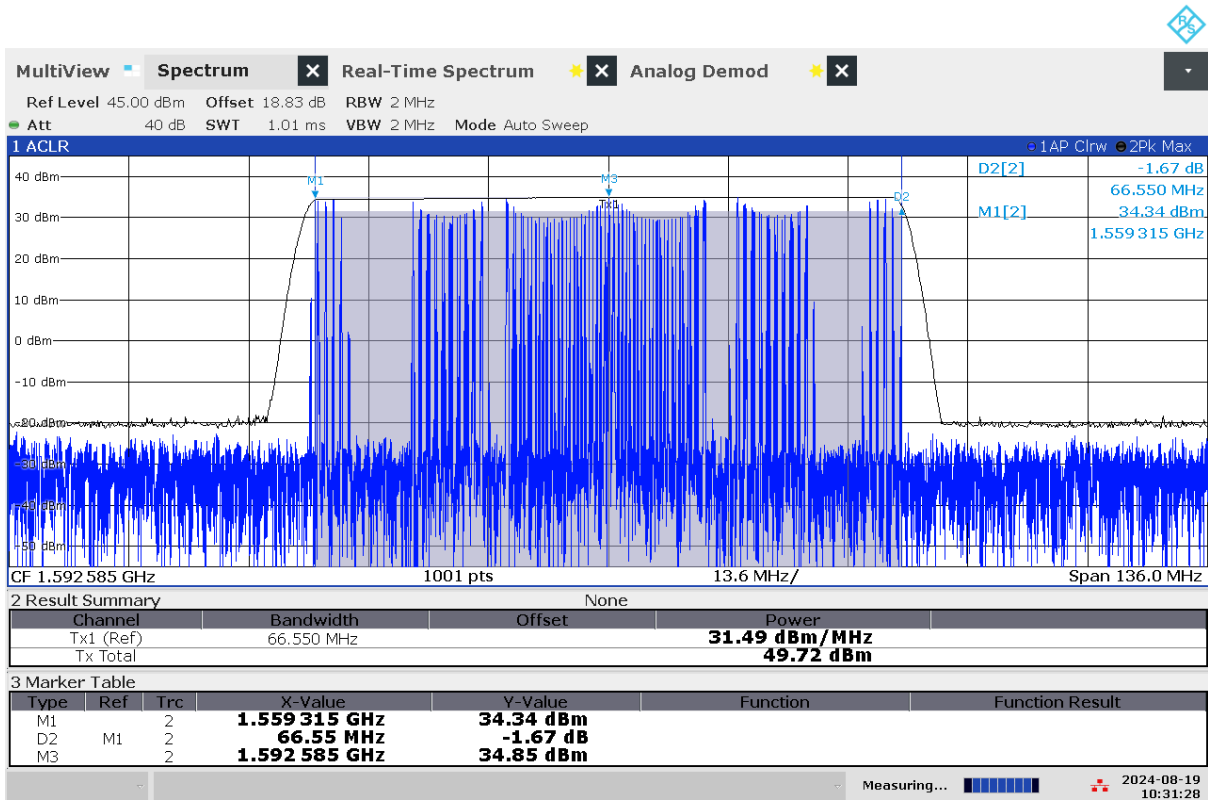 R&S
MultiView Spectrum X Real-Time Spectrum X Analog Demod X
Ref Level 45.00 dBm Offset 18.83 dB RBW 2 MHz
Att 40 dB SWT 1.01 ms VBW 2 MHz Mode Auto Sweep
1 ACLR 1AP Clrw 2Pk Max
D2[2] -1.67 dB
66.550 MHz
M1[2] 34.34 dBm
1.559 315 GHz
M1 M3 D2
Tx1
40 dBm
30 dBm
20 dBm
10 dBm
0 dBm
-10 dBm
-20 dBm
-30 dBm
-40 dBm
-50 dBm
CF 1.592 585 GHz 1001 pts 13.6 MHz/ Span 136.0 MHz
2 Result Summary None
Channel Bandwidth Offset Power
Tx1 (Ref) 66.550 MHz 31.49 dBm/MHz
Tx Total 49.72 dBm
3 Marker Table
Type Ref Trc X-Value Y-Value Function Function Result
M1 2 1.559 315 GHz 34.34 dBm
D2 M1 2 66.55 MHz -1.67 dB
M3 2 1.592 585 GHz 34.85 dBm
Measuring... 2024-08-19
10:31:28